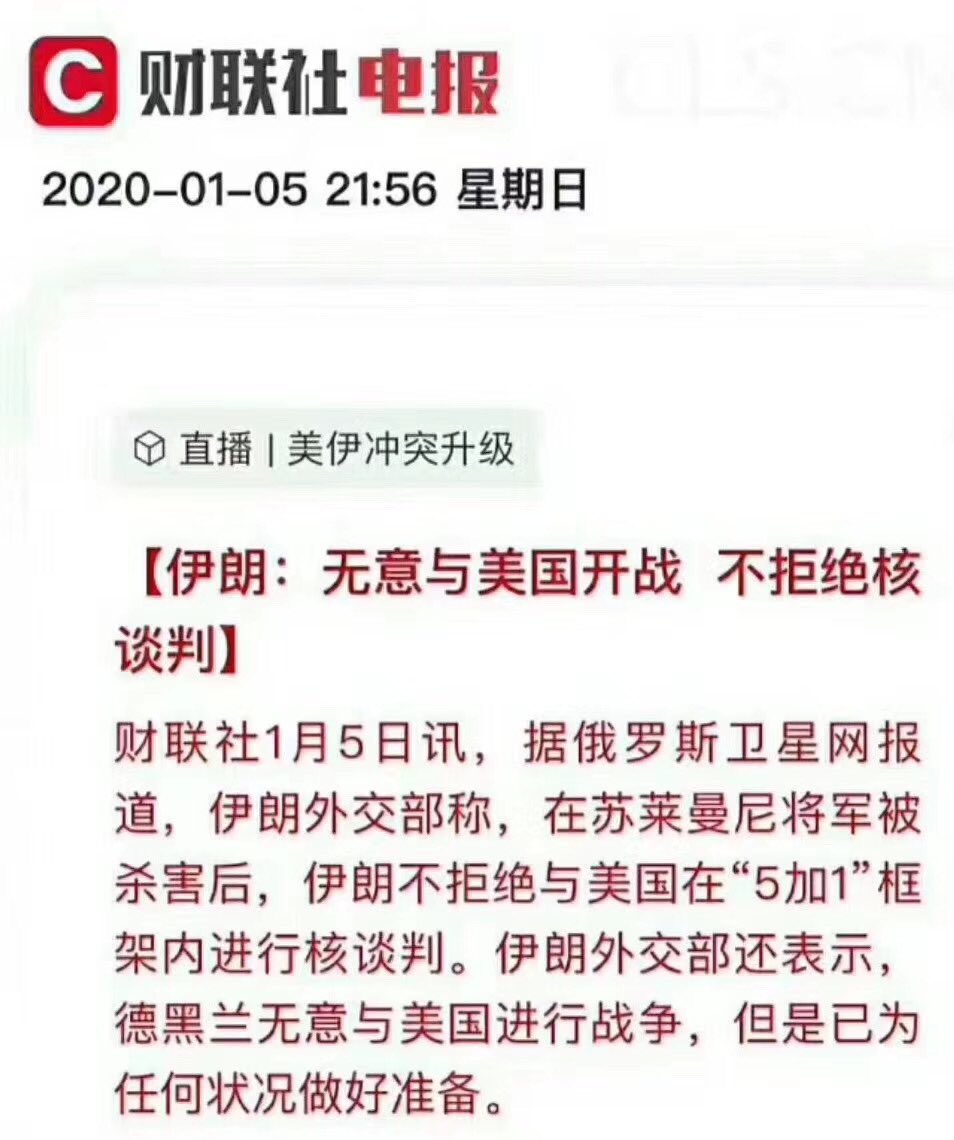 C 财联社电报
2020-01-05 21:56 星期日
直播 | 美伊冲突升级
【伊朗：无意与美国开战 不拒绝核
谈判】
财联社1月5日讯，据俄罗斯卫星网报
道，伊朗外交部称，在苏莱曼尼将军被
杀害后，伊朗不拒绝与美国在“5加1”框
架内进行核谈判。伊朗外交部还表示，
德黑兰无意与美国进行战争，但是已为
任何状况做好准备。